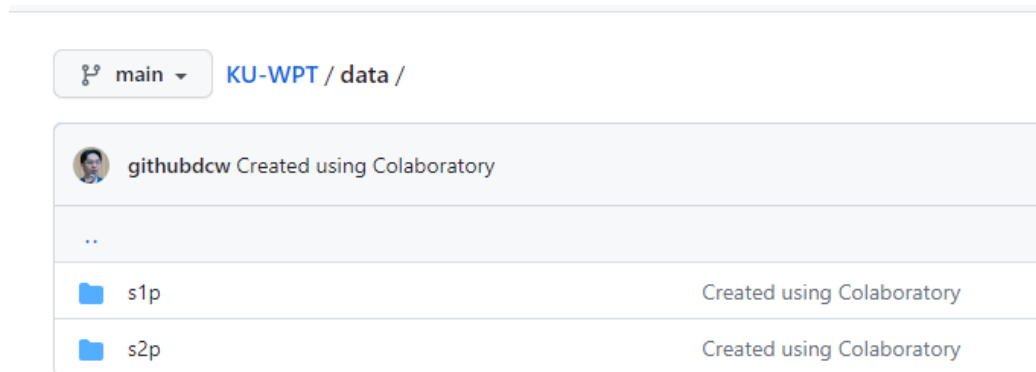 main
KU-WPT / data /
githubdcw Created using Colaboratory
..
s1p Created using Colaboratory
s2p Created using Colaboratory